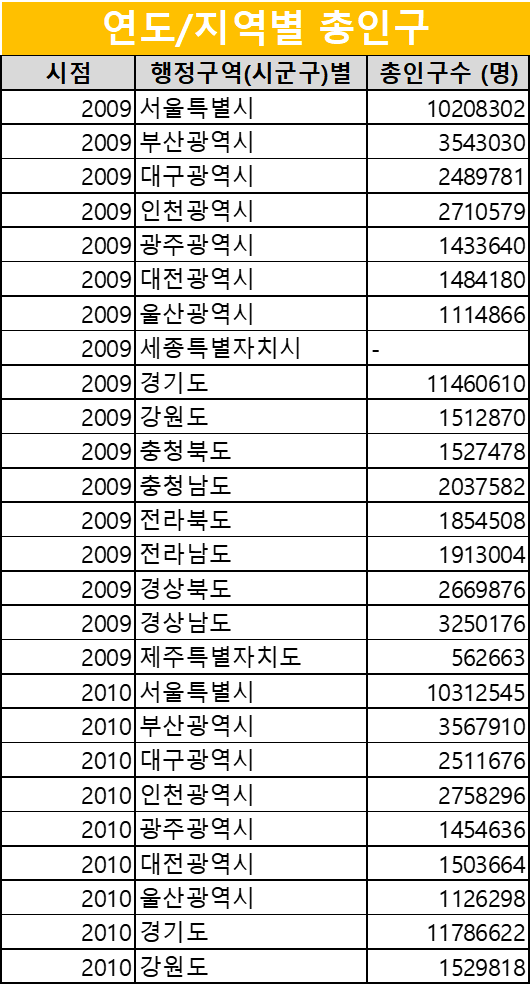 연도/지역별 총인구
시점 행정구역(시군구)별 총인구수 (명)
2009 서울특별시 10208302
2009 부산광역시 3543030
2009 대구광역시 2489781
2009 인천광역시 2710579
2009 광주광역시 1433640
2009 대전광역시 1484180
2009 울산광역시 1114866
2009 세종특별자치시 -
2009 경기도 11460610
2009 강원도 1512870
2009 충청북도 1527478
2009 충청남도 2037582
2009 전라북도 1854508
2009 전라남도 1913004
2009 경상북도 2669876
2009 경상남도 3250176
2009 제주특별자치도 562663
2010 서울특별시 10312545
2010 부산광역시 3567910
2010 대구광역시 2511676
2010 인천광역시 2758296
2010 광주광역시 1454636
2010 대전광역시 1503664
2010 울산광역시 1126298
2010 경기도 11786622
2010 강원도 1529818